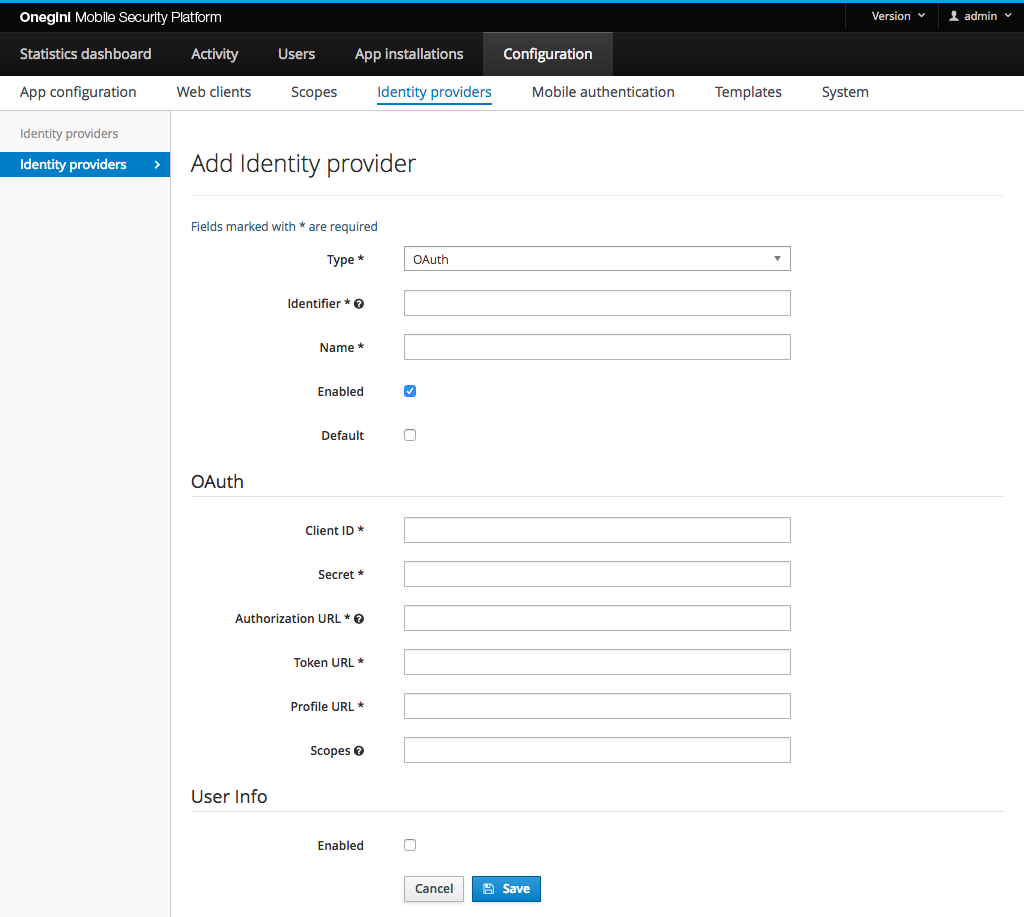 Onegini Mobile Security Platform Version admin
Statistics dashboard Activity Users App installations Configuration
App configuration Web clients Scopes Identity providers Mobile authentication Templates System
Identity providers
Identity providers
Add Identity provider
Fields marked with * are required
Type * OAuth
Identifier *
Name *
Enabled
Default
OAuth
Client ID *
Secret *
Authorization URL *
Token URL *
Profile URL *
Scopes
User Info
Enabled
Cancel Save